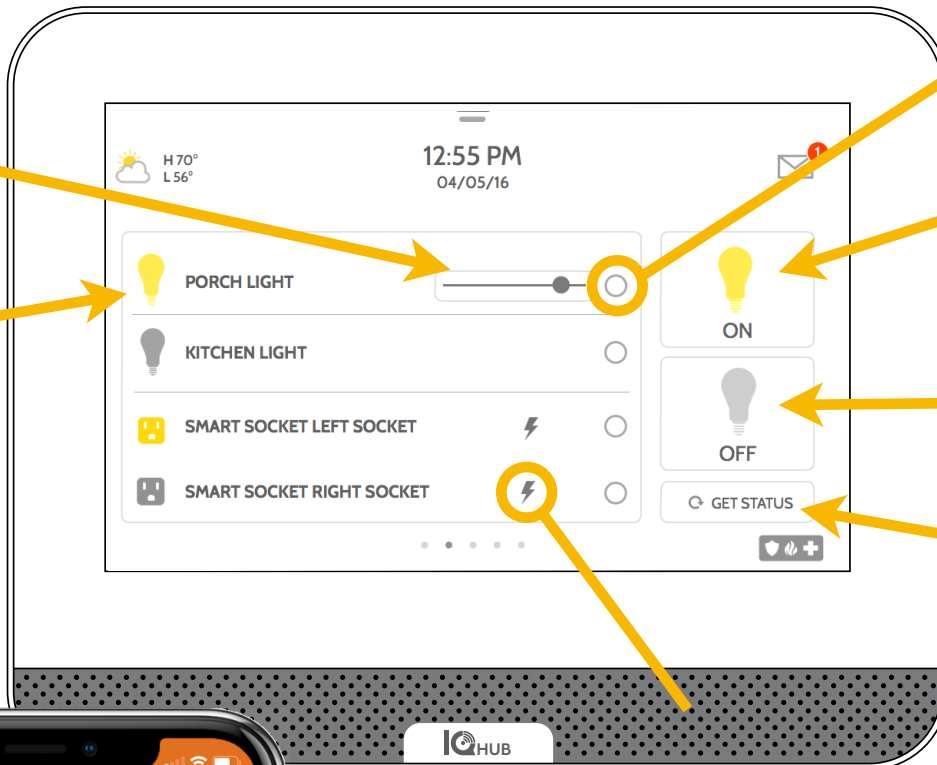 H 70°
L 56°
12:55 PM
04/05/16
1
PORCH LIGHT
KITCHEN LIGHT
SMART SOCKET LEFT SOCKET
SMART SOCKET RIGHT SOCKET
ON
OFF
GET STATUS
IQ HUB